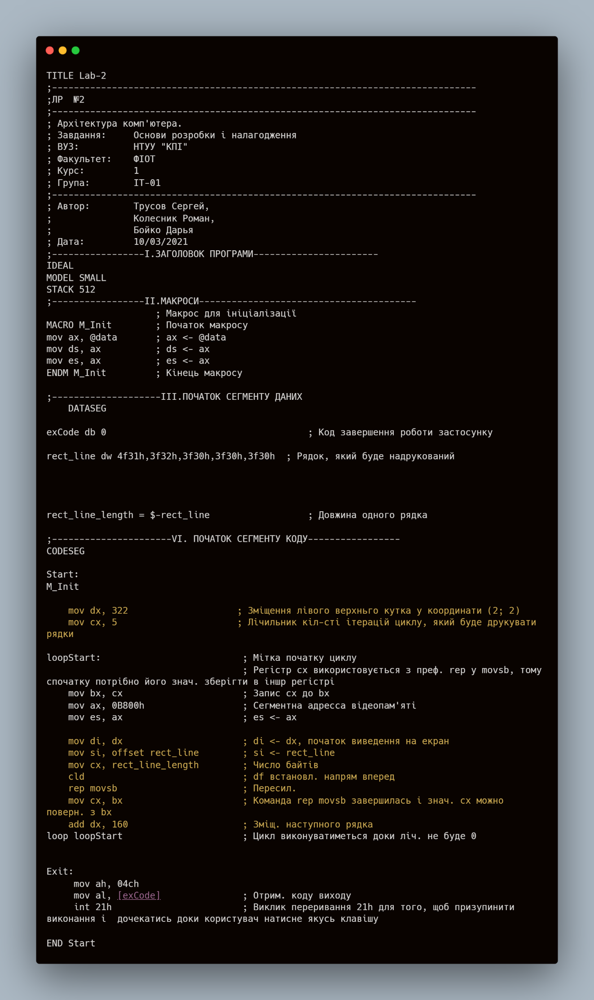 TITLE Lab-2
;------------------------------------------------------------------------------
;ЛР  №2
;------------------------------------------------------------------------------
; Архітектура комп'ютера.
; Завдання:     Основи розробки і налагодження
; ВУЗ:          НТУУ "КПІ"
; Факультет:    ФІОТ
; Курс:         1
; Група:        ІТ-01
;------------------------------------------------------------------------------
; Автор:        Трусов Сергей,
;               Колесник Роман,
;               Бойко Дарья
; Дата:         10/03/2021
;-----------------І.ЗАГОЛОВОК ПРОГРАМИ-----------------------
IDEAL
MODEL SMALL
STACK 512
;-----------------II.МАКРОСИ----------------------------------------
                    ; Макрос для ініціалізації
MACRO M_Init        ; Початок макросу
mov ax, @data       ; ax <- @data
mov ds, ax          ; ds <- ax
mov es, ax          ; es <- ax
ENDM M_Init         ; Кінець макросу
;--------------------III.ПОЧАТОК СЕГМЕНТУ ДАНИХ
    DATASEG
exCode db 0                                     ; Код завершення роботи застосунку
rect_line dw 4f31h,3f32h,3f30h,3f30h,3f30h  ; Рядок, який буде надрукований
rect_line_length = $-rect_line                  ; Довжина одного рядка
;----------------------VI. ПОЧАТОК СЕГМЕНТУ КОДУ-----------------
CODESEG
Start:
M_Init
    mov dx, 322                    ; Зміщення лівого верхньго кутка у координати (2; 2)
    mov cx, 5                      ; Лічильник кіл-сті ітерацій циклу, який буде друкувати
рядки
loopStart:                          ; Мітка початку циклу
                                    ; Регістр cx використовується з преф. rep у movsb, тому
спочатку потрібно його знач. зберігти в іншр регістрі
    mov bx, cx                      ; Запис cx до bx
    mov ax, 0B800h                  ; Сегментна адресса відеопам'яті
    mov es, ax                      ; es <- ax
    mov di, dx                      ; di <- dx, початок виведення на екран
    mov si, offset rect_line        ; si <- rect_line
    mov cx, rect_line_length        ; Число байтів
    cld                             ; df встановл. напрям вперед
    rep movsb                       ; Пересил.
    mov cx, bx                      ; Команда rep movsb завершилась і знач. cx можно
поверн. з bx
    add dx, 160                     ; Зміщ. наступного рядка
loop loopStart                      ; Цикл виконуватиметься доки ліч. не буде 0
Exit:
     mov ah, 04ch
     mov al, [exCode]               ; Отрим. коду виходу
     int 21h                        ; Виклик переривання 21h для того, щоб призупинити
виконання і  дочекатись доки користувач натисне якусь клавішу
END Start